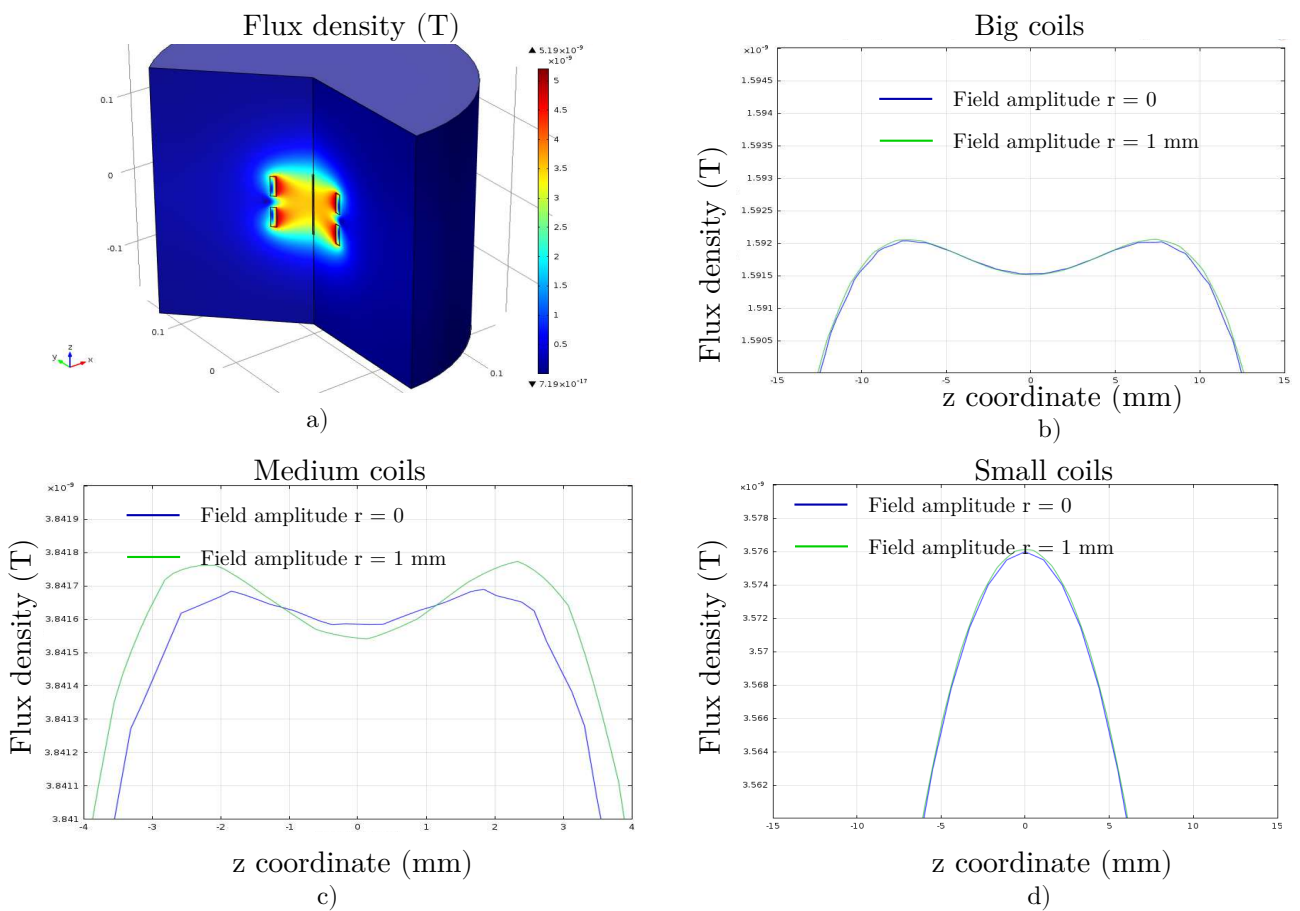 Flux density (T)
▲ 5.19×10⁻⁹
×10⁻⁹
5
4.5
4
3.5
3
2.5
2
1.5
1
0.5
▼ 7.19×10⁻¹⁷
0.1
0
-0.1
0.1
0
0.1
z
y
x
a)
Big coils
×10⁻⁹
1.5945
1.594
1.5935
1.593
1.5925
1.592
1.5915
1.591
1.5905
Field amplitude r = 0
Field amplitude r = 1 mm
Flux density (T)
-15 -10 -5 0 5 10 15
z coordinate (mm)
b)
Medium coils
×10⁻⁹
3.8419
3.8418
3.8417
3.8416
3.8415
3.8414
3.8413
3.8412
3.8411
3.841
Field amplitude r = 0
Field amplitude r = 1 mm
Flux density (T)
-4 -3 -2 -1 0 1 2 3 4
z coordinate (mm)
c)
Small coils
×10⁻⁹
3.578
3.576
3.574
3.572
3.57
3.568
3.566
3.564
3.562
Field amplitude r = 0
Field amplitude r = 1 mm
Flux density (T)
-15 -10 -5 0 5 10 15
z coordinate (mm)
d)